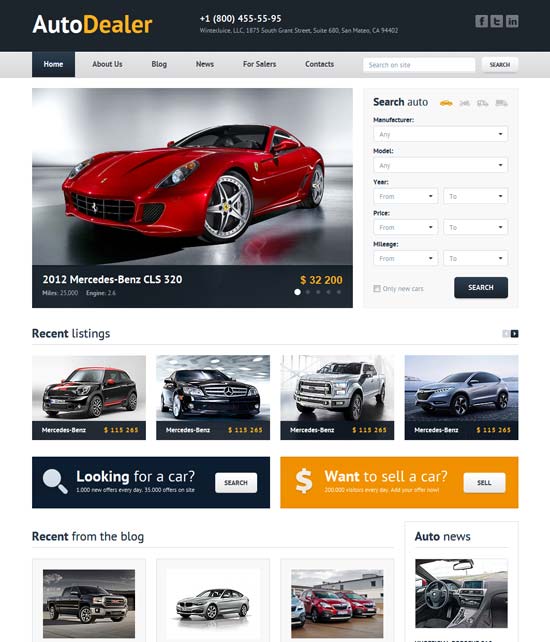 AutoDealer
+1 (800) 455-55-95
WinterJuice, LLC, 1875 South Grant Street, Suite 680, San Mateo, CA 94402
Home About Us Blog News For Salers Contacts Search on site SEARCH
Search auto
Manufacturer:
Any
Model:
Any
Year:
From To
Price:
From To
Mileage:
From To
Only new cars SEARCH
2012 Mercedes-Benz CLS 320 $ 32 200
Miles: 25,000 Engine: 2.6
Recent listings
Mercedes-Benz $ 115 265 Mercedes-Benz $ 115 265 Mercedes-Benz $ 115 265 Mercedes-Benz $ 115 265
Looking for a car?
1,000 new offers every day. 35.000 offers on site
SEARCH
Want to sell a car?
200.000 visitors every day. Add your offer now!
SELL
Recent from the blog
Auto news